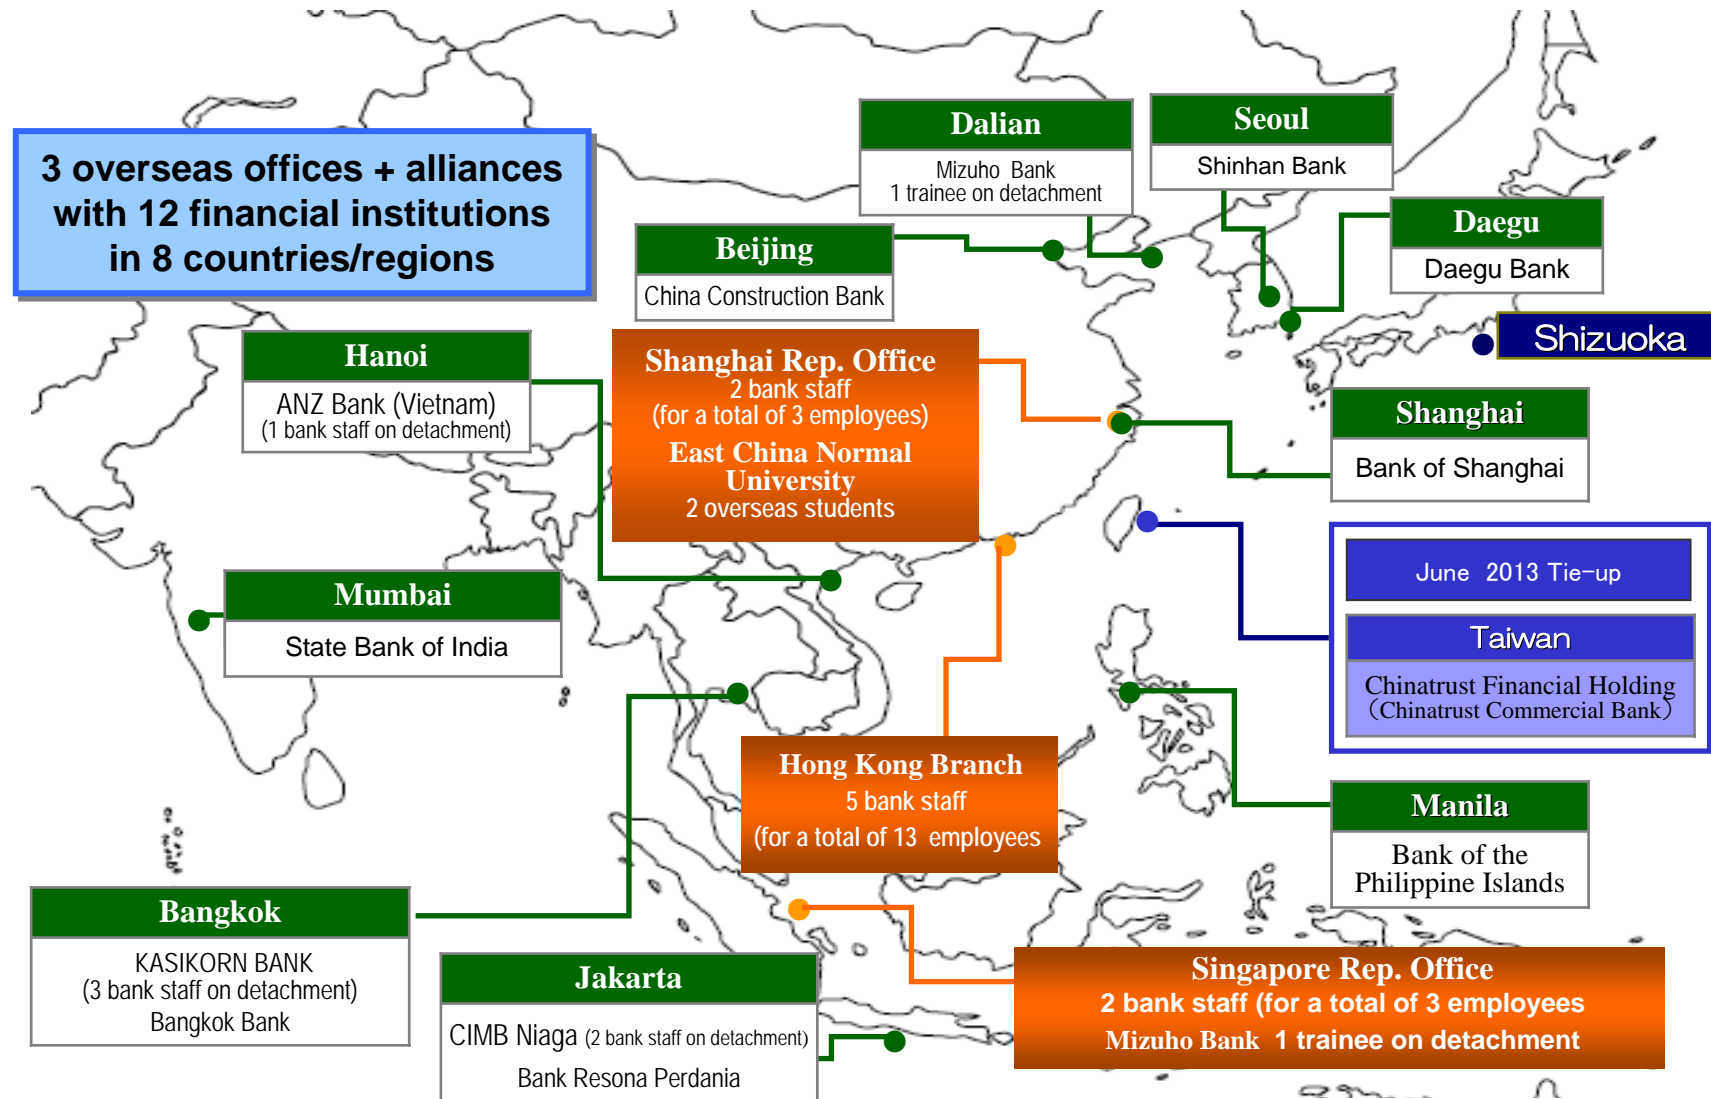 3 overseas offices + alliances
with 12 financial institutions
in 8 countries/regions
Dalian
Mizuho Bank
1 trainee on detachment
Seoul
Shinhan Bank
Daegu
Daegu Bank
Beijing
China Construction Bank
Shizuoka
Hanoi
ANZ Bank (Vietnam)
(1 bank staff on detachment)
Shanghai Rep. Office
2 bank staff
(for a total of 3 employees)
East China Normal
University
2 overseas students
Shanghai
Bank of Shanghai
June 2013 Tie-up
Taiwan
Chinatrust Financial Holding
（Chinatrust Commercial Bank）
Mumbai
State Bank of India
Hong Kong Branch
5 bank staff
(for a total of 13 employees
Manila
Bank of the
Philippine Islands
Bangkok
KASIKORN BANK
(3 bank staff on detachment)
Bangkok Bank
Jakarta
CIMB Niaga (2 bank staff on detachment)
Bank Resona Perdania
Singapore Rep. Office
2 bank staff (for a total of 3 employees
Mizuho Bank 1 trainee on detachment